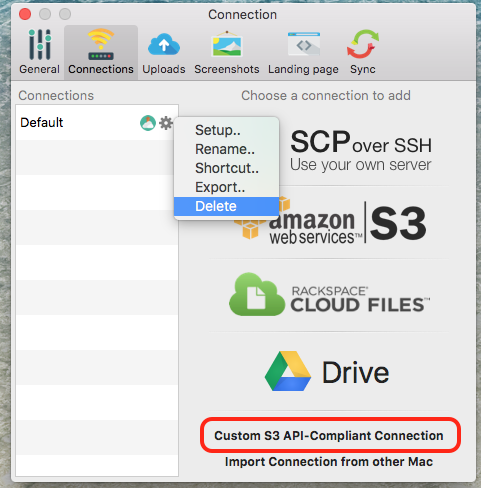 Connection
General
Connections
Uploads
Screenshots
Landing page
Sync
Connections
Choose a connection to add
Default
Setup..
Rename..
Shortcut..
Export..
Delete
SCP over SSH
Use your own server
amazon
web services™ S3
RACKSPACE®
CLOUD FILES™
Drive
Custom S3 API-Compliant Connection
Import Connection from other Mac